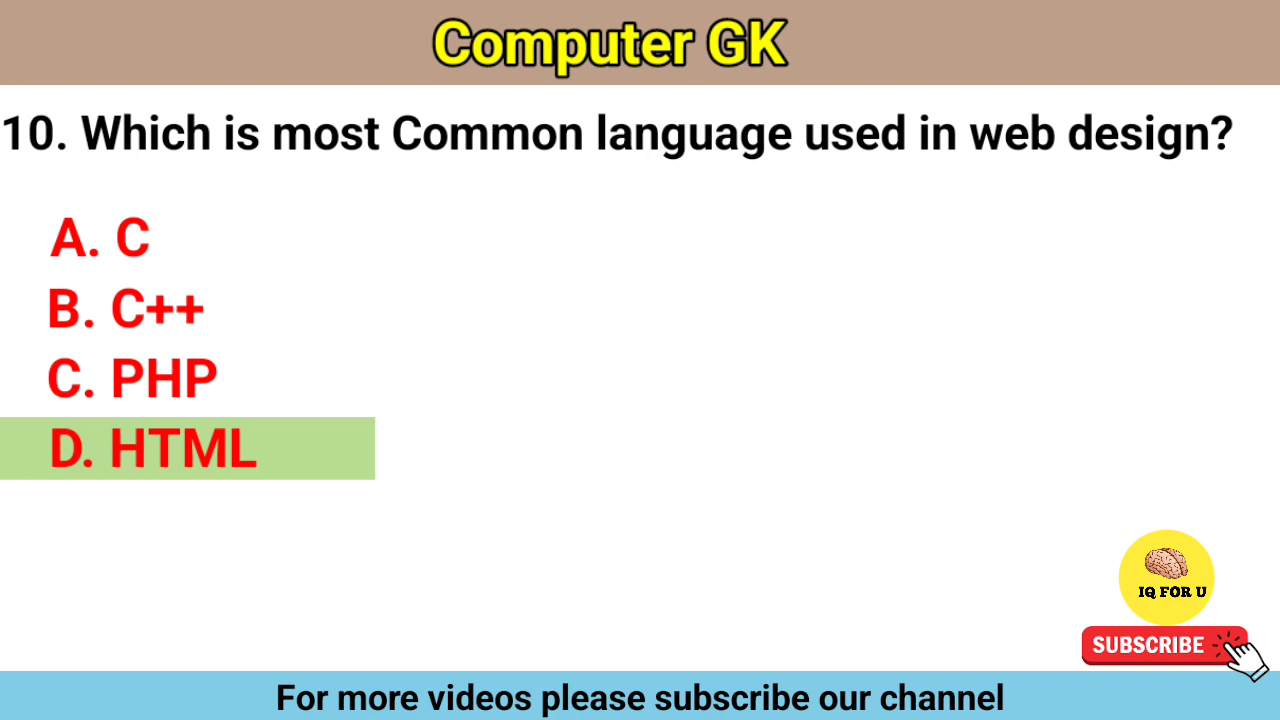 Computer GK
10. Which is most Common language used in web design?
A. C
B. C++
C. PHP
D. HTML
IQ FOR U
SUBSCRIBE
For more videos please subscribe our channel